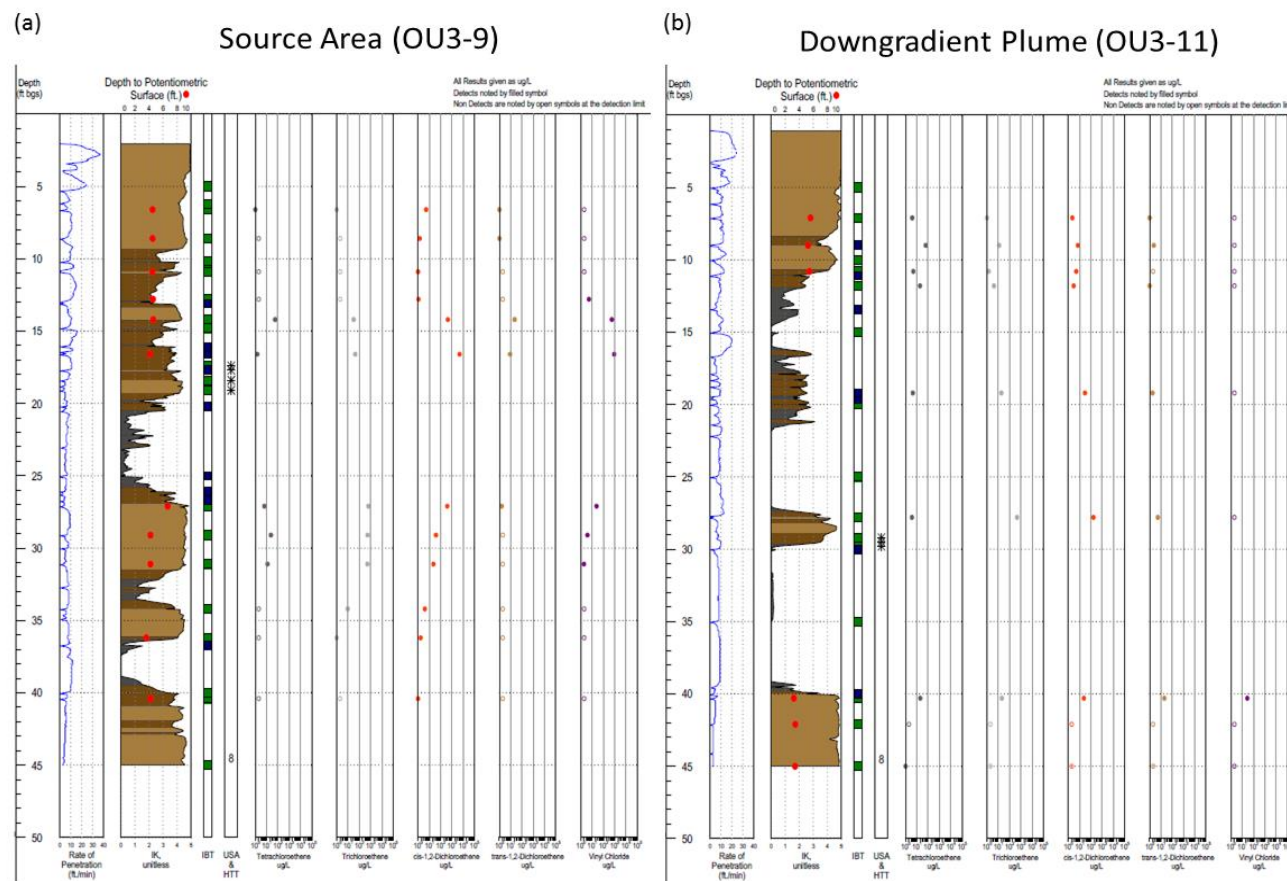 (a)
Source Area (OU3-9)
Depth
(ft bgs)
Depth to Potentiometric
Surface (ft.)
0 2 4 6 8 10
All Results given as ug/L
Detects noted by filled symbol
Non Detects are noted by open symbols at the detection limit
5
10
15
20
25
30
35
40
45
50
8
0 10 20 30 40
Rate of
Penetration
(ft./min)
0 1 2 3 4 5
IK,
unitless
IBT
USA
&
HTT
Tetrachloroethene
ug/L
Trichloroethene
ug/L
cis-1,2-Dichloroethene
ug/L
trans-1,2-Dichloroethene
ug/L
Vinyl Chloride
ug/L
(b)
Downgradient Plume (OU3-11)
Depth
(ft bgs)
Depth to Potentiometric
Surface (ft.)
0 2 4 6 8 10
All Results given as ug/L
Detects noted by filled symbol
Non Detects are noted by open symbols at the detection lim
5
10
15
20
25
30
35
40
45
50
8
0 10 20 30 40
Rate of
Penetration
(ft./min)
IK,
unitless
IBT
USA
&
HTT
Tetrachloroethene
ug/L
Trichloroethene
ug/L
cis-1,2-Dichloroethene
ug/L
trans-1,2-Dichloroethene
ug/L
Vinyl Chloride
ug/L